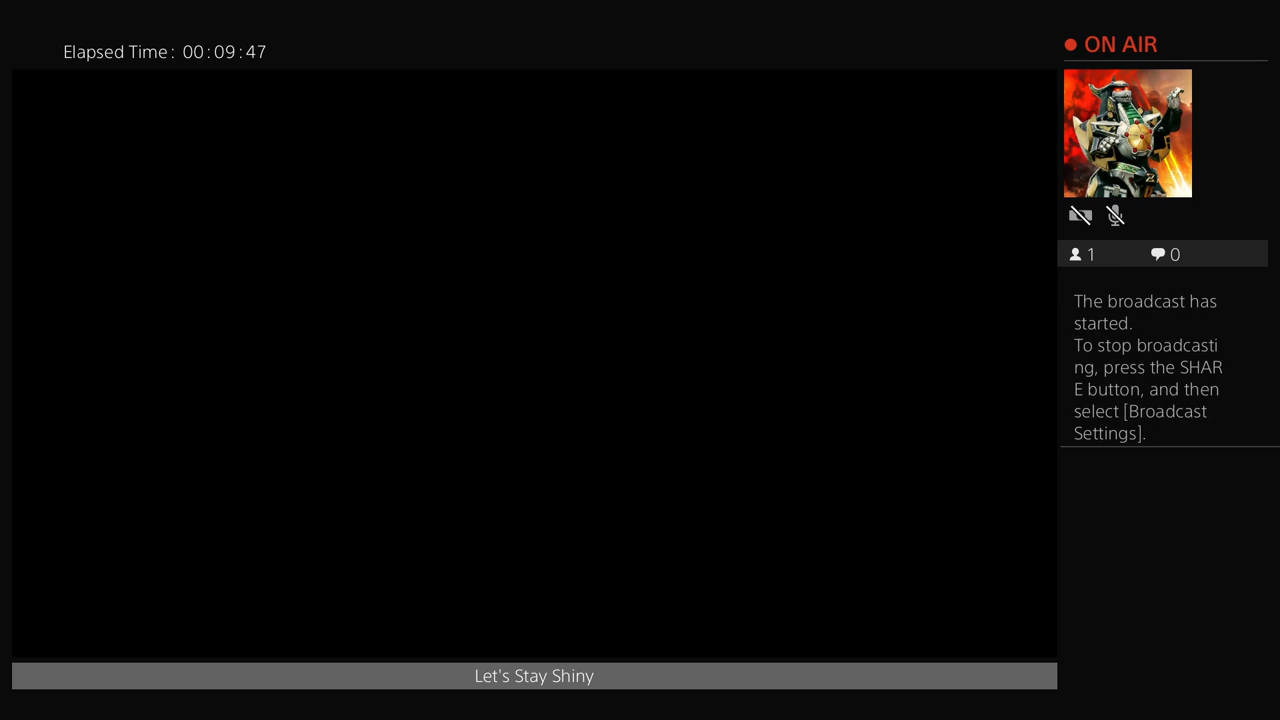 Elapsed Time: 00:09:47
ON AIR
1 0
The broadcast has
started.
To stop broadcasti
ng, press the SHAR
E button, and then
select [Broadcast
Settings].
Let's Stay Shiny